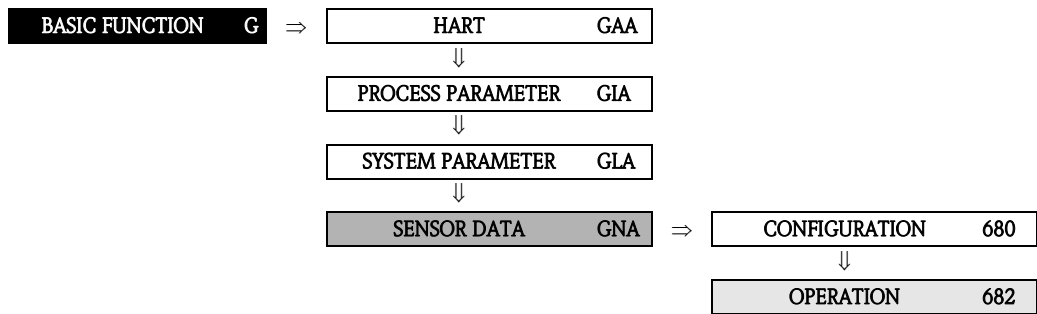 BASIC FUNCTION G ⇒ HART GAA
⇓
PROCESS PARAMETER GIA
⇓
SYSTEM PARAMETER GLA
⇓
SENSOR DATA GNA ⇒ CONFIGURATION 680
⇓
OPERATION 682